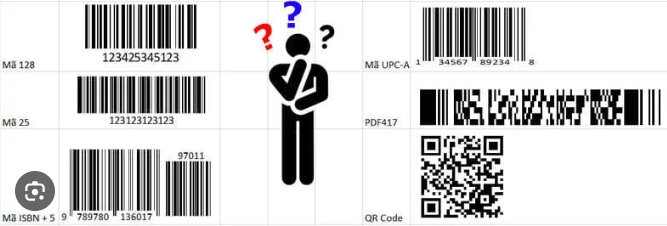 ? ? ?
123425345123
Mã 128
Mã UPC-A
1 34567 89234 8
123123123123
Mã 25
PDF417
97011
Mã ISBN + 5
9 789780 136017
QR Code